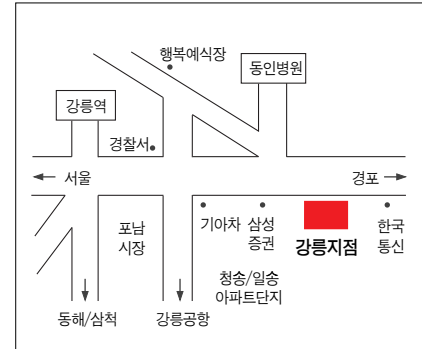 행복예식장
동인병원
강릉역
경찰서
서울
경포
기아차
삼성
증권
강릉지점
한국
통신
포남
시장
청송/일송
아파트단지
동해/삼척
강릉공항